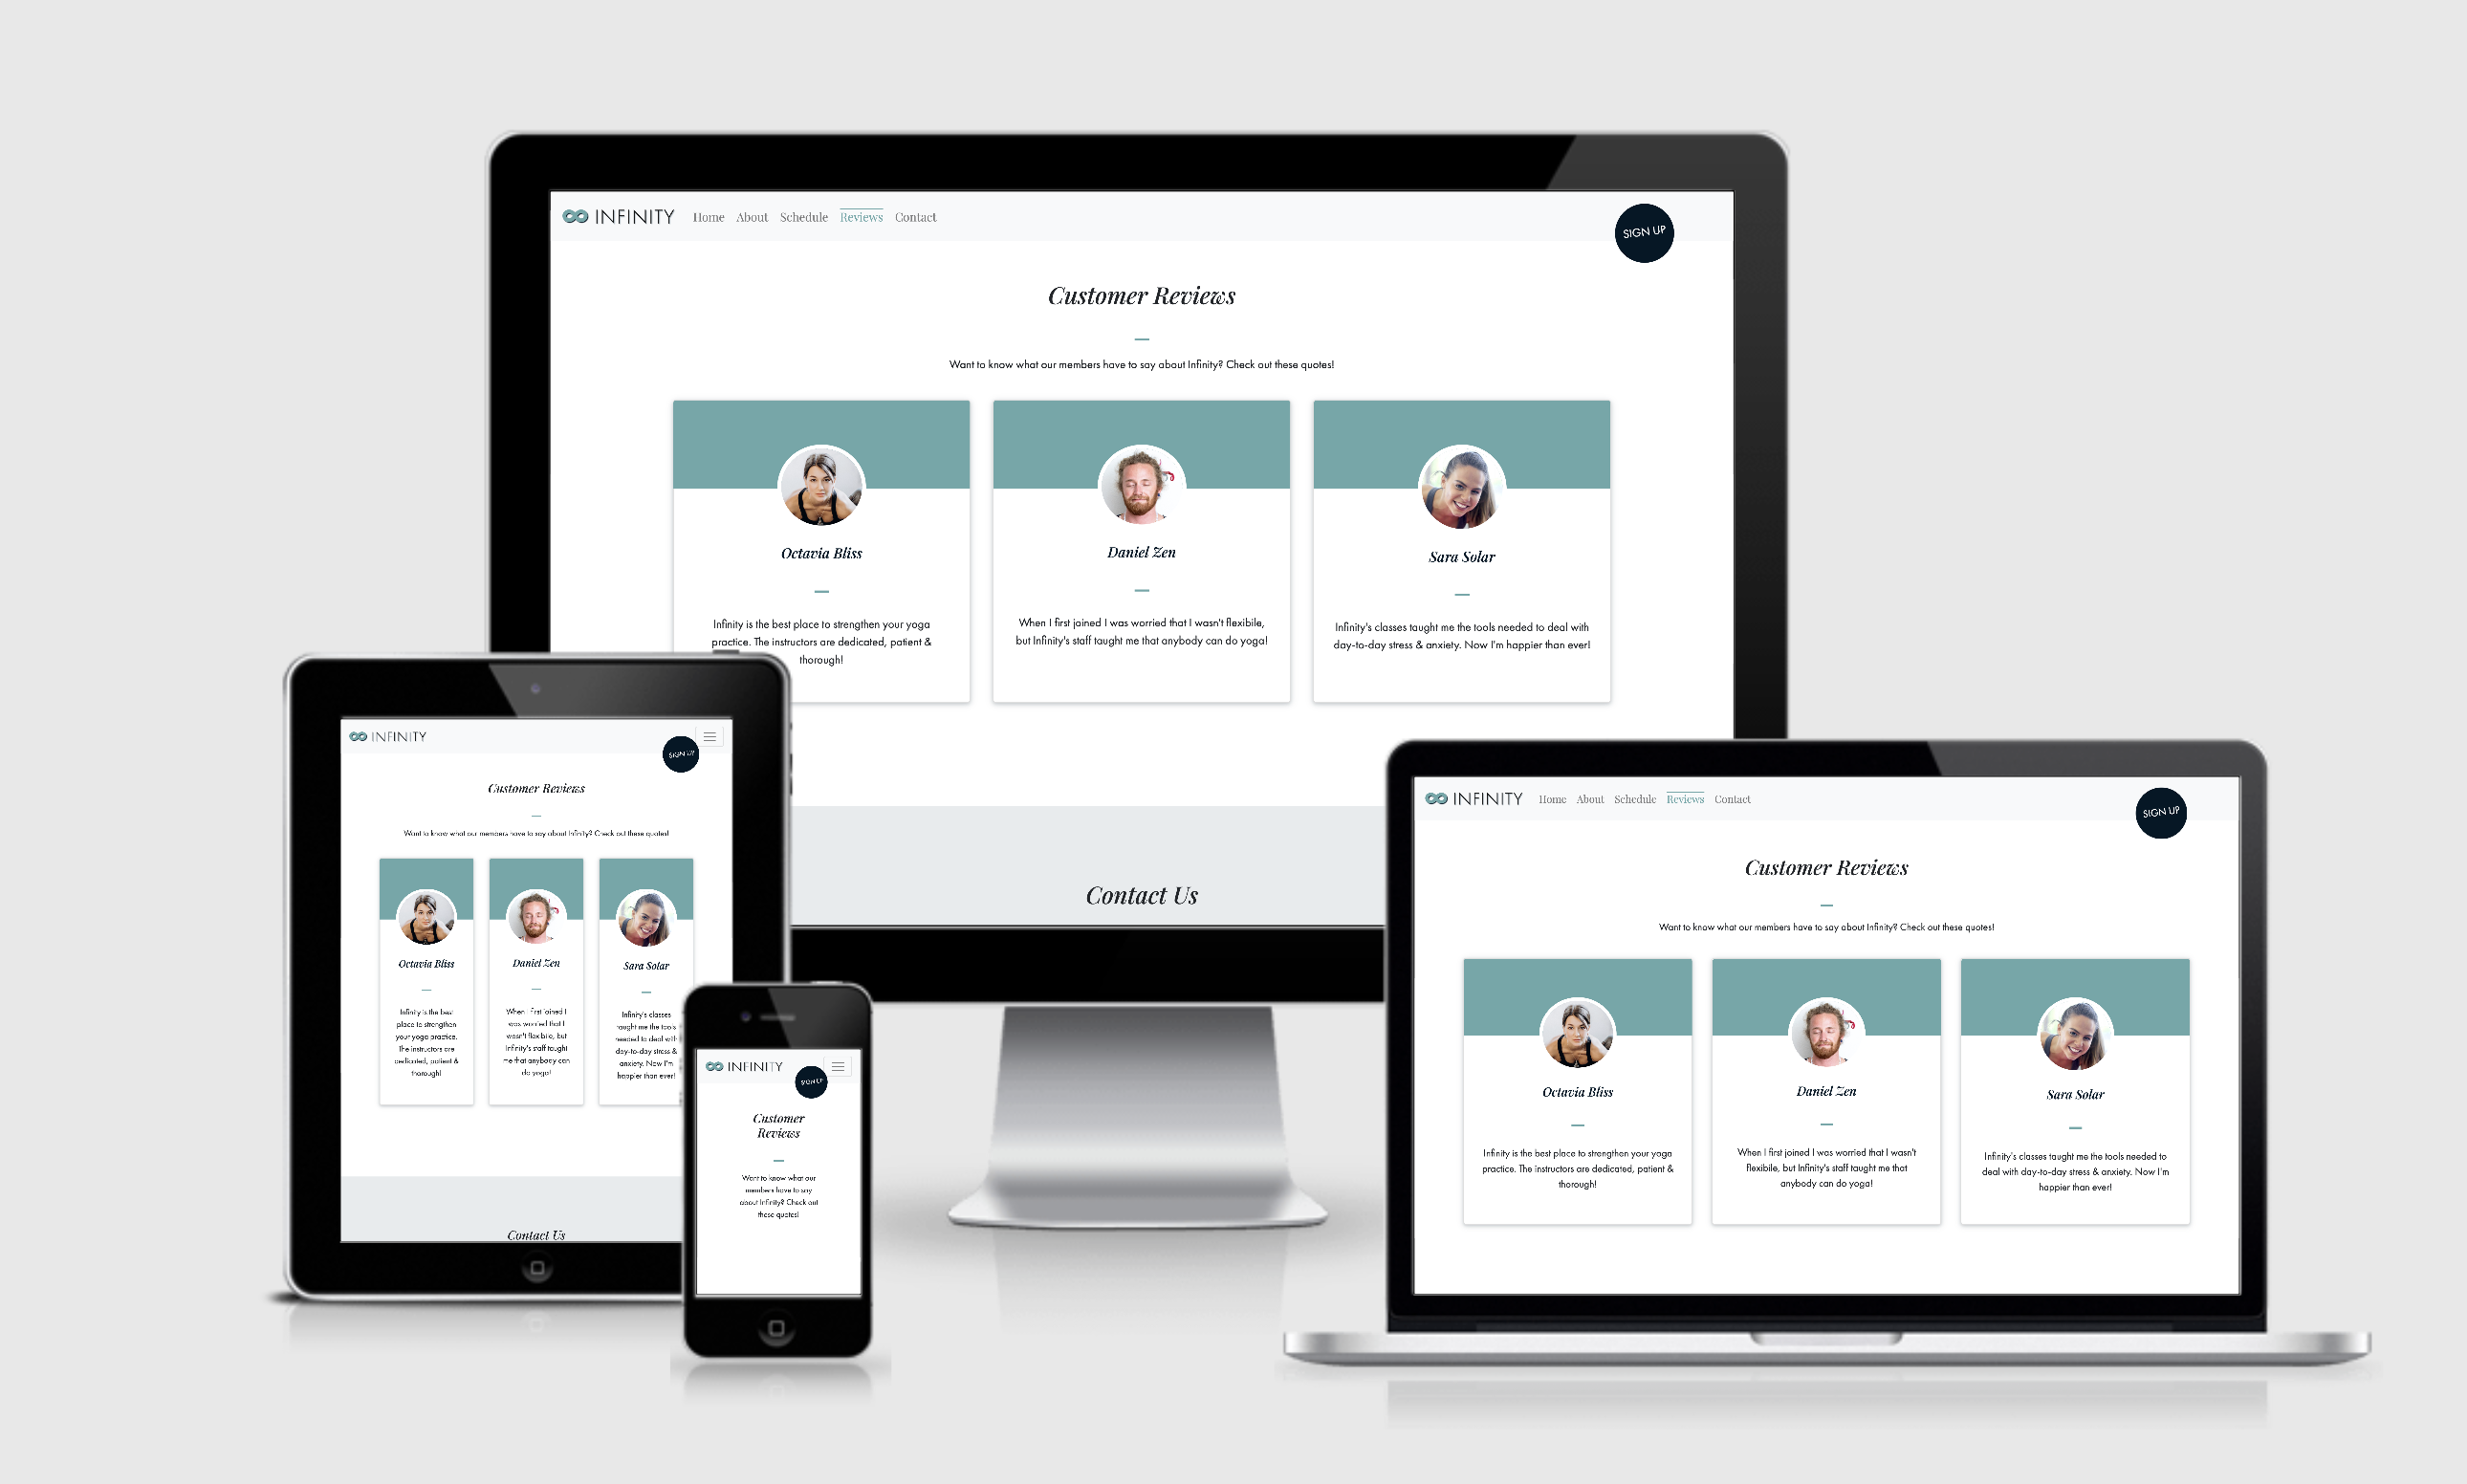 INFINITY Home About Schedule Reviews Contact
SIGN UP
Customer Reviews
Want to know what our members have to say about Infinity? Check out these quotes!
Octavia Bliss
Infinity is the best place to strengthen your yoga
practice. The instructors are dedicated, patient &
thorough!
Daniel Zen
When I first joined I was worried that I wasn't flexibile,
but Infinity's staff taught me that anybody can do yoga!
Sara Solar
Infinity's classes taught me the tools needed to deal with
day-to-day stress & anxiety. Now I'm happier than ever!
Contact Us
INFINITY
SIGN UP
Customer Reviews
Want to know what our members have to say about Infinity? Check out these quotes!
Octavia Bliss
Infinity is the best
place to strengthen
your yoga practice.
The instructors are
dedicated, patient &
thorough!
Daniel Zen
When I first joined I
was worried that I
wasn't flexibile, but
Infinity's staff taught
me that anybody can
do yoga!
Sara Solar
Infinity's classes
taught me the tools
needed to deal with
day-to-day stress &
anxiety. Now I'm
happier than ever!
Contact Us
INFINITY
SIGN UP
Customer
Reviews
Want to know what our
members have to say
about Infinity? Check out
these quotes!
INFINITY Home About Schedule Reviews Contact
SIGN UP
Customer Reviews
Want to know what our members have to say about Infinity? Check out these quotes!
Octavia Bliss
Infinity is the best place to strengthen your yoga
practice. The instructors are dedicated, patient &
thorough!
Daniel Zen
When I first joined I was worried that I wasn't
flexibile, but Infinity's staff taught me that
anybody can do yoga!
Sara Solar
Infinity's classes taught me the tools needed to
deal with day-to-day stress & anxiety. Now I'm
happier than ever!